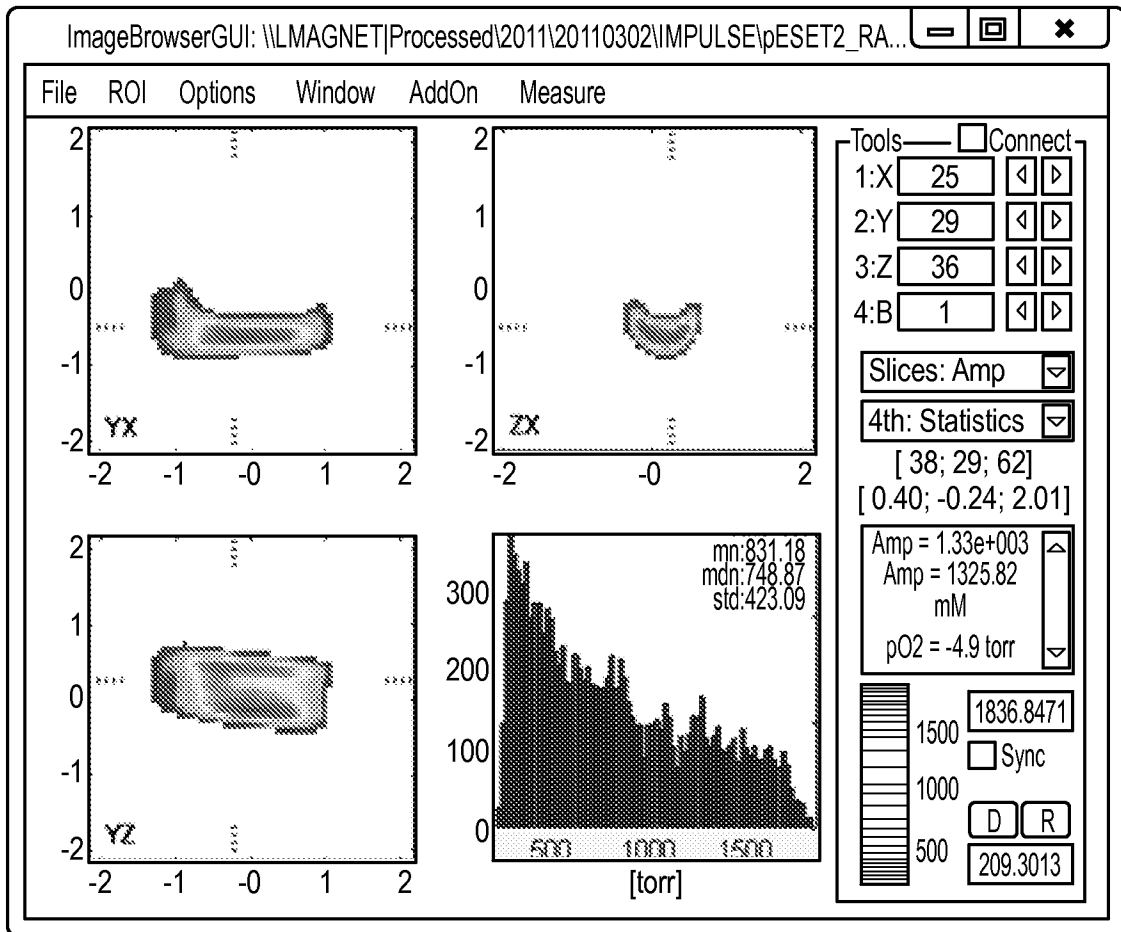 ImageBrowserGUI: \\LMAGNET|Processed\2011\20110302\IMPULSE\pESET2_RA...
File ROI Options Window AddOn Measure
2
1
0
-1
-2
YX
-2 -1 -0 1 2
2
1
0
-1
-2
ZX
-2 -0 2
2
1
0
-1
-2
YZ
-2 -1 -0 1 2
mn:831.18
mdn:748.87
std:423.09
300
200
100
0
500 1000 1500
[torr]
Tools Connect
1:X 25
2:Y 29
3:Z 36
4:B 1
Slices: Amp
4th: Statistics
[ 38; 29; 62]
[ 0.40; -0.24; 2.01]
Amp = 1.33e+003
Amp = 1325.82
mM
pO2 = -4.9 torr
1500
1000
500
1836.8471
Sync
D R
209.3013